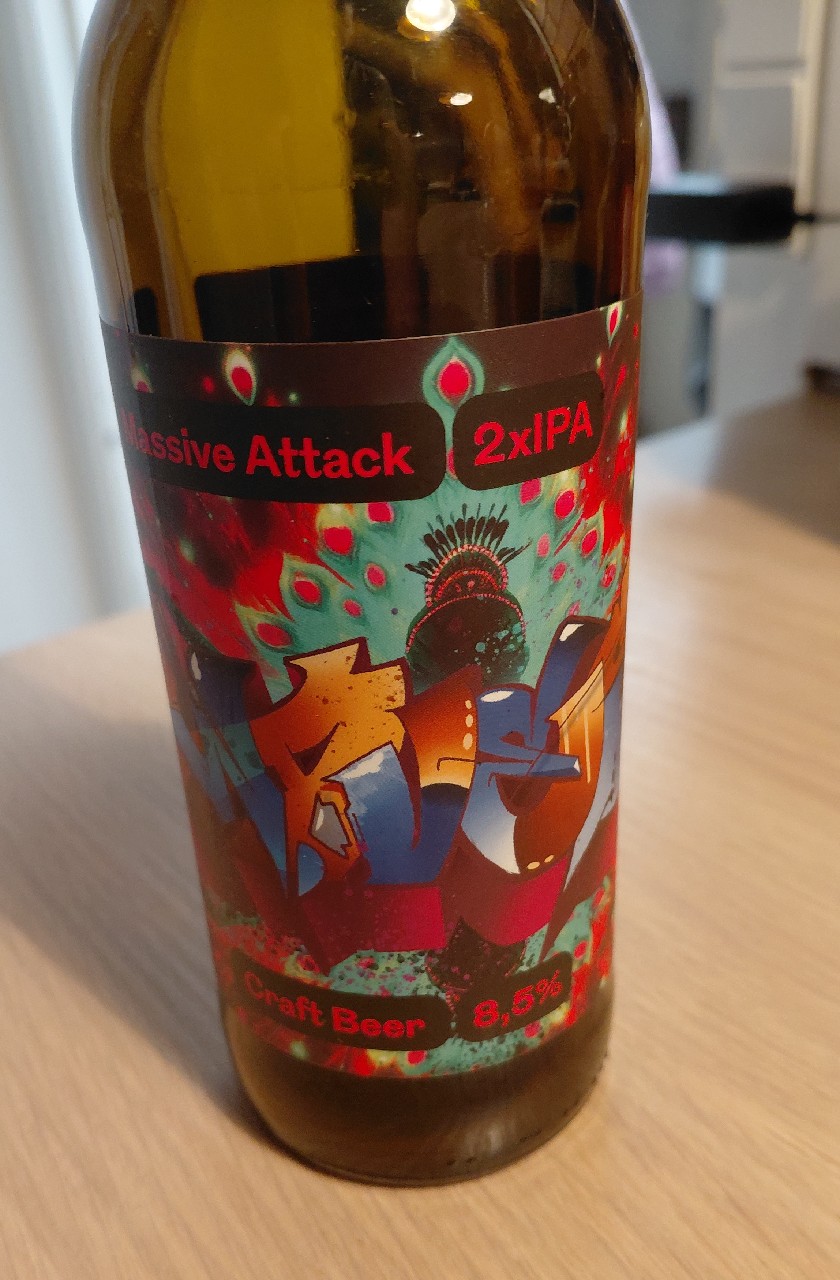 Massive Attack 2xIPA
Craft Beer 8,5%